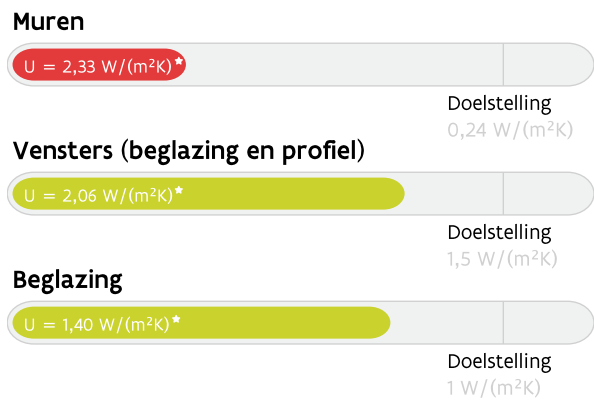 Muren
U = 2,33 W/(m²K)*
Doelstelling
0,24 W/(m²K)
Vensters (beglazing en profiel)
U = 2,06 W/(m²K)*
Doelstelling
1,5 W/(m²K)
Beglazing
U = 1,40 W/(m²K)*
Doelstelling
1 W/(m²K)